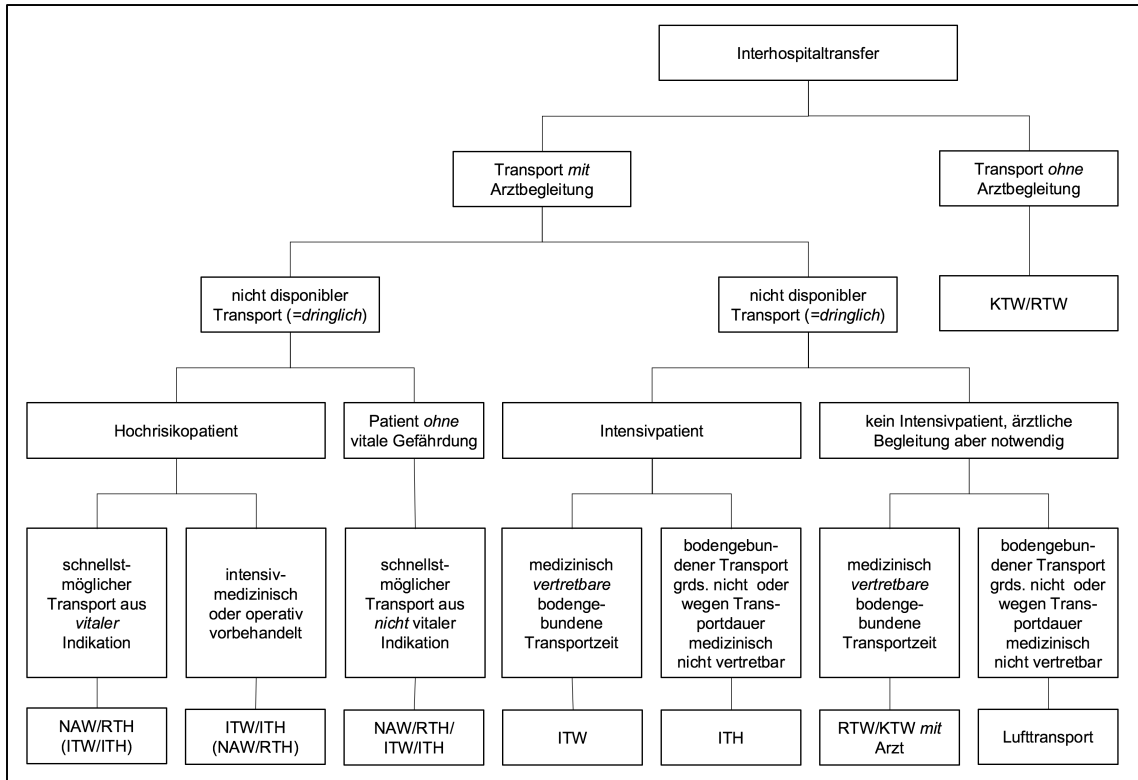 Interhospitaltransfer
Transport mit
Arztbegleitung
Transport ohne
Arztbegleitung
nicht disponibler
Transport (=dringlich)
nicht disponibler
Transport (=dringlich)
KTW/RTW
Hochrisikopatient
Patient ohne
vitale Gefährdung
Intensivpatient
kein Intensivpatient, ärztliche
Begleitung aber notwendig
schnellst-
möglicher
Transport aus
vitaler
Indikation
intensiv-
medizinisch
oder operativ
vorbehandelt
schnellst-
möglicher
Transport aus
nicht vitaler
Indikation
medizinisch
vertretbare
bodenge-
bundene
Transportzeit
bodengebun-
dener Transport
grds. nicht oder
wegen Trans-
portdauer
medizinisch
nicht vertretbar
medizinisch
vertretbare
bodenge-
bundene
Transportzeit
bodengebun-
dener Transport
grds. nicht oder
wegen Trans-
portdauer
medizinisch
nicht vertretbar
NAW/RTH
(ITW/ITH)
ITW/ITH
(NAW/RTH)
NAW/RTH/
ITW/ITH
ITW
ITH
RTW/KTW mit
Arzt
Lufttransport